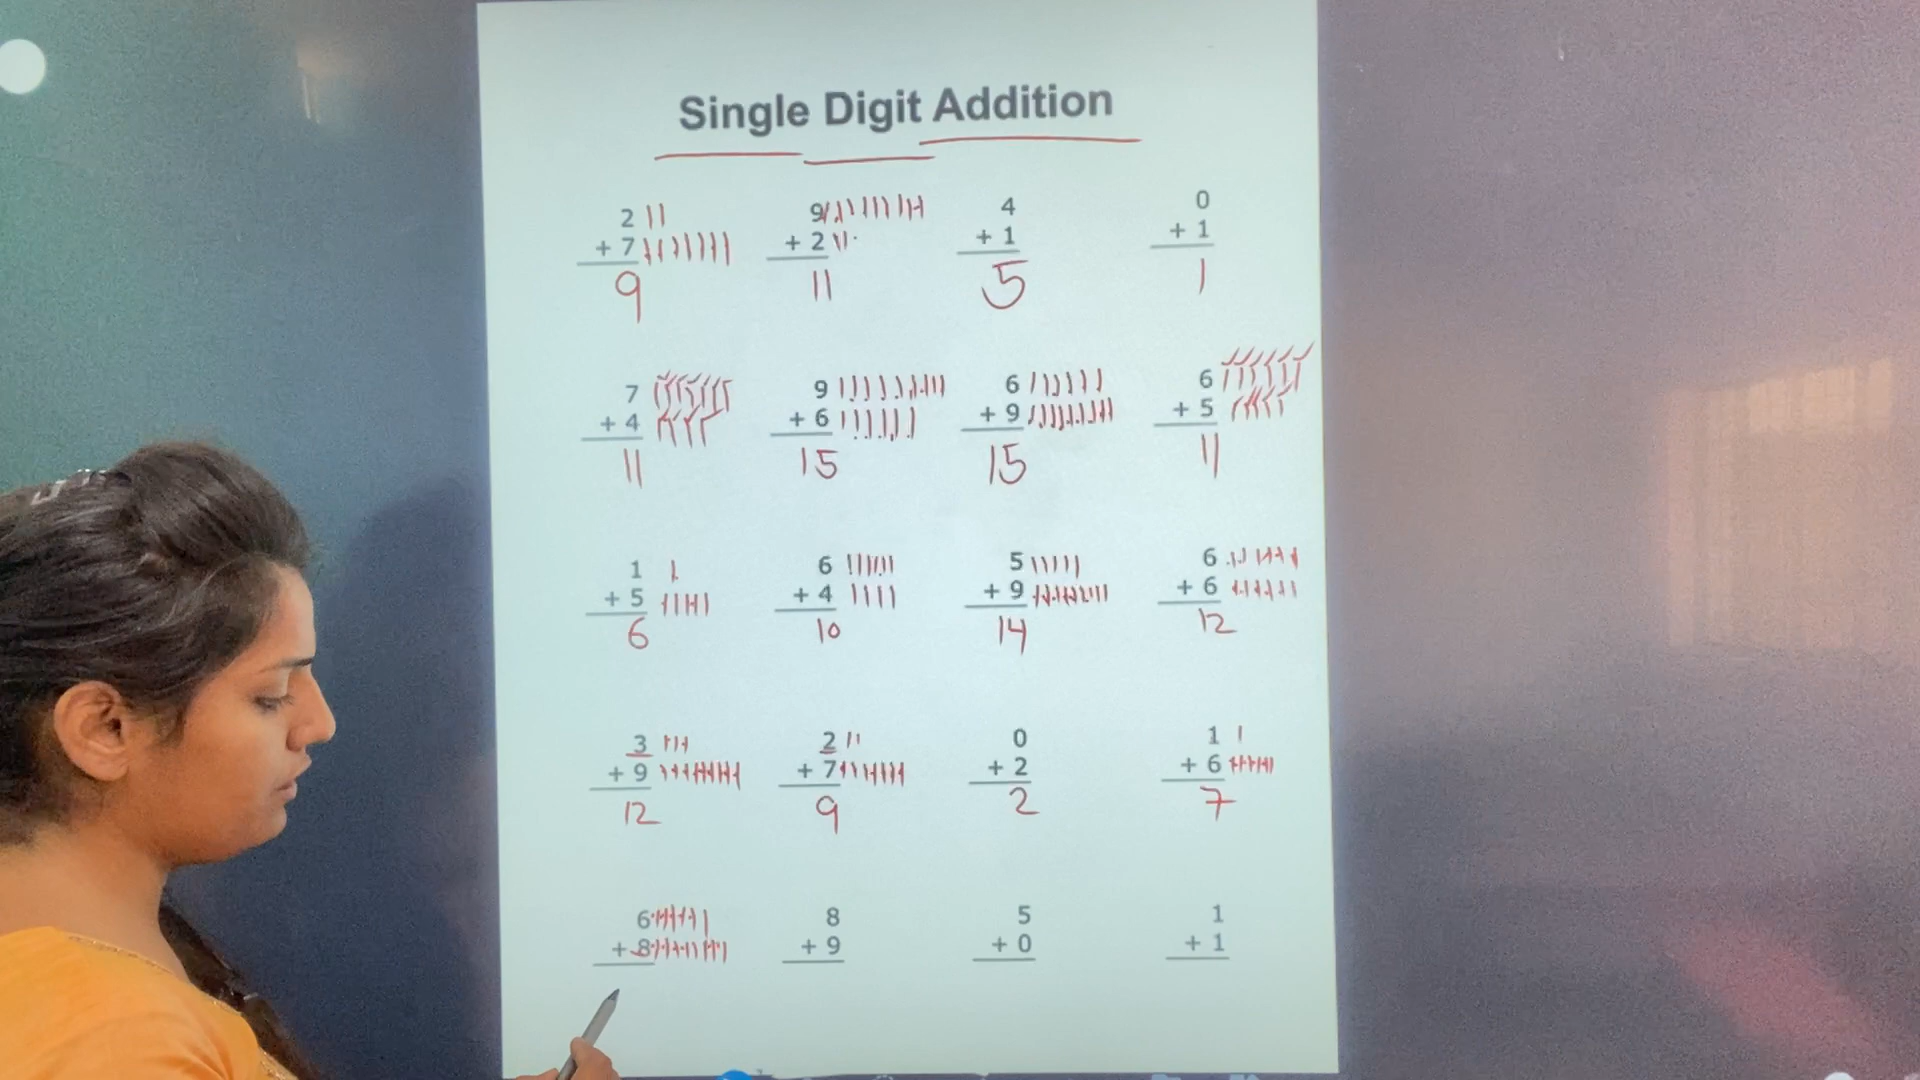 Single Digit Addition
2 9 4 0
+ 7 + 2 + 1 + 1
9 11 5 1
7 9 6 6
+ 4 + 6 + 9 + 5
11 15 15 11
1 6 5 6
+ 5 + 4 + 9 + 6
6 10 14 12
3 2 0 1
+ 9 + 7 + 2 + 6
12 9 2 7
6 8 5 1
+ 8 + 9 + 0 + 1